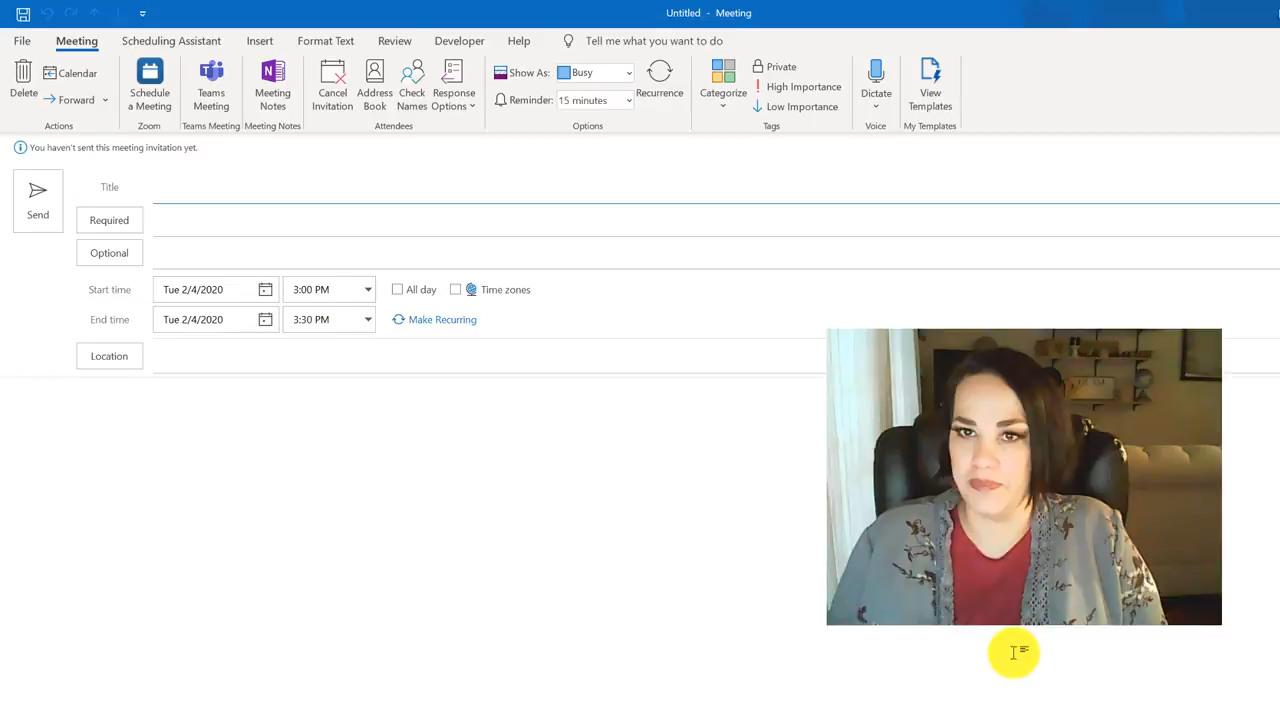 Untitled - Meeting
File Meeting Scheduling Assistant Insert Format Text Review Developer Help Tell me what you want to do
Delete
Calendar
Forward
Actions
Schedule
a Meeting
Zoom
Teams
Meeting
Teams Meeting
Meeting
Notes
Meeting Notes
Cancel
Invitation
Address
Book
Check
Names
Response
Options
Attendees
Show As: Busy
Reminder: 15 minutes
Recurrence
Options
Categorize
Private
High Importance
Low Importance
Tags
Dictate
Voice
View
Templates
My Templates
You haven't sent this meeting invitation yet.
Send
Title
Required
Optional
Start time Tue 2/4/2020 3:00 PM All day Time zones
End time Tue 2/4/2020 3:30 PM Make Recurring
Location